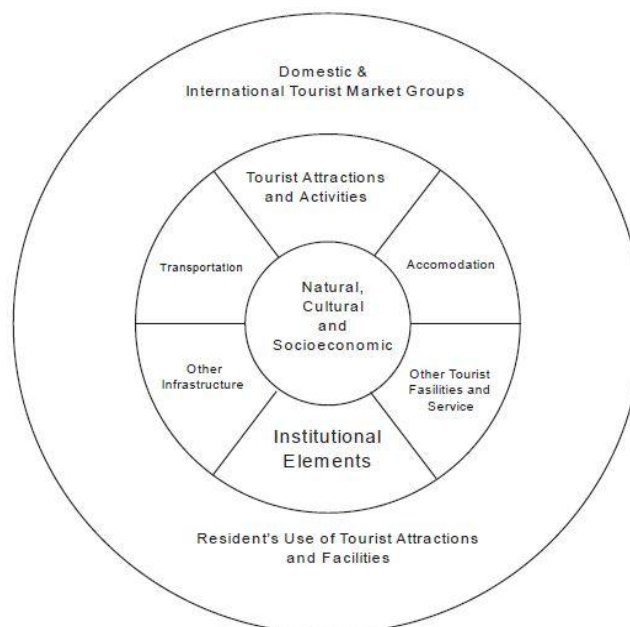 Domestic &
International Tourist Market Groups
Tourist Attractions
and Activities
Transportation
Accomodation
Natural,
Cultural
and
Socioeconomic
Other
Infrastructure
Other Tourist
Fasilities and
Service
Institutional
Elements
Resident's Use of Tourist Attractions
and Facilities